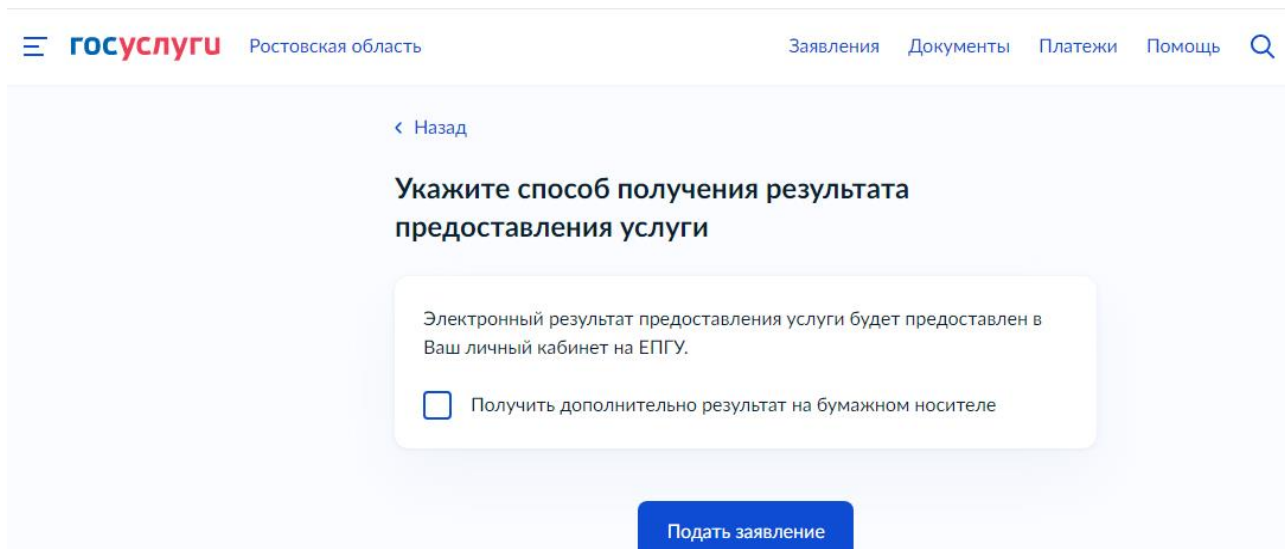 госуслуги Ростовская область Заявления Документы Платежи Помощь
Назад
Укажите способ получения результата
предоставления услуги
Электронный результат предоставления услуги будет предоставлен в
Ваш личный кабинет на ЕПГУ.
Получить дополнительно результат на бумажном носителе
Подать заявление